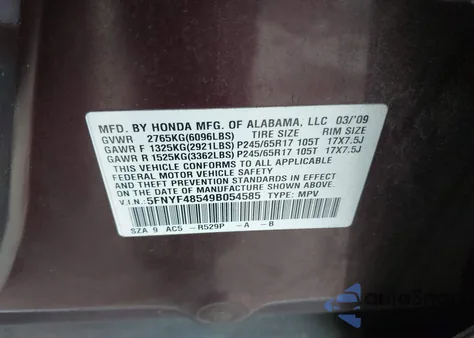 MFD. BY HONDA MFG. OF ALABAMA, LLC 03/'09
GVWR 2765KG(6096LBS) TIRE SIZE RIM SIZE
GAWR F 1325KG(2921LBS) P245/65R17 105T 17X7.5J
GAWR R 1525KG(3362LBS) P245/65R17 105T 17X7.5J
THIS VEHICLE CONFORMS TO ALL APPLICABLE
FEDERAL MOTOR VEHICLE SAFETY STANDARDS IN
EFFECT ON THE DATE OF MANUFACTURE SHOWN ABOVE.
V.I.N.: 5FNYF48549B054585 TYPE: MPV
SZA 9 AC5 -R529P -A -B